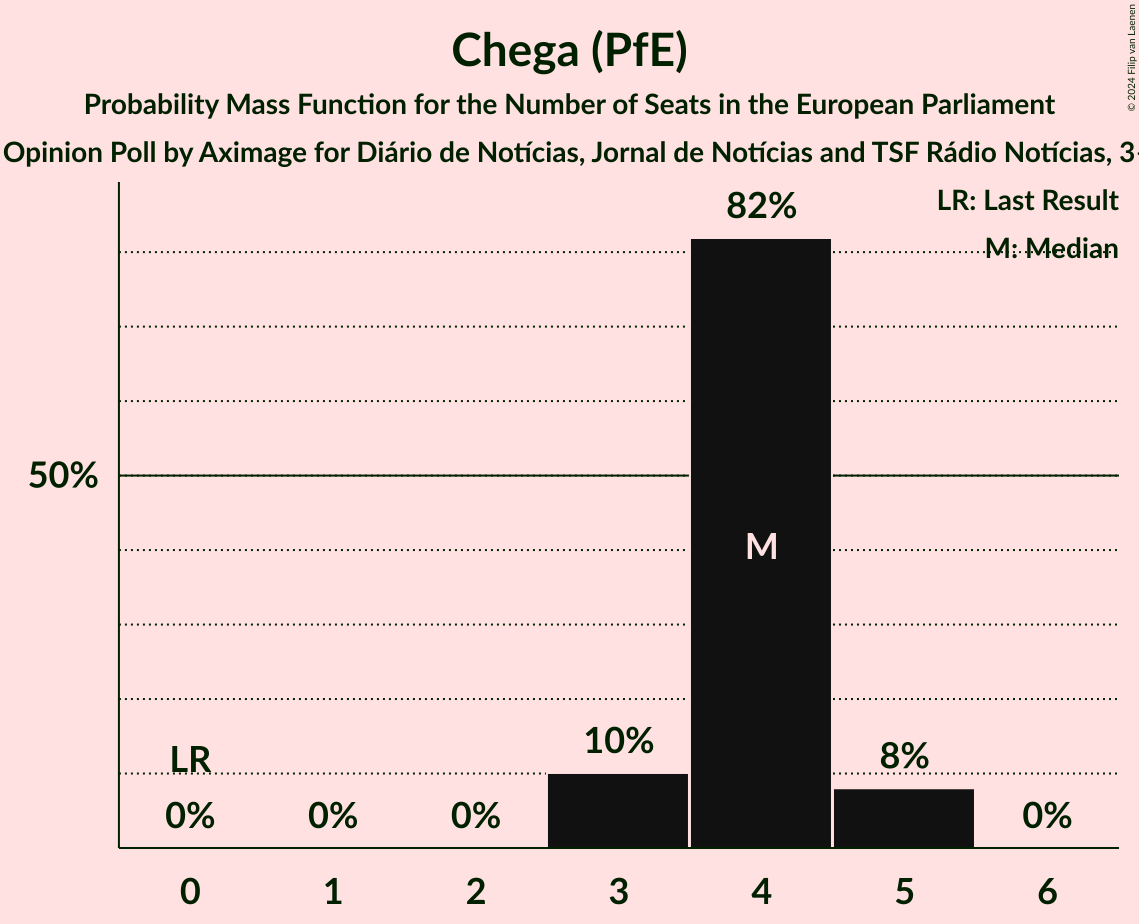 Chega (PfE)
Probability Mass Function for the Number of Seats in the European Parliament
Opinion Poll by Aximage for Diário de Notícias, Jornal de Notícias and TSF Rádio Notícias, 3-
© 2024 Filip van Laenen
LR: Last Result
M: Median
82%
50%
M
10%
LR
8%
0% 0% 0% 0%
0 1 2 3 4 5 6